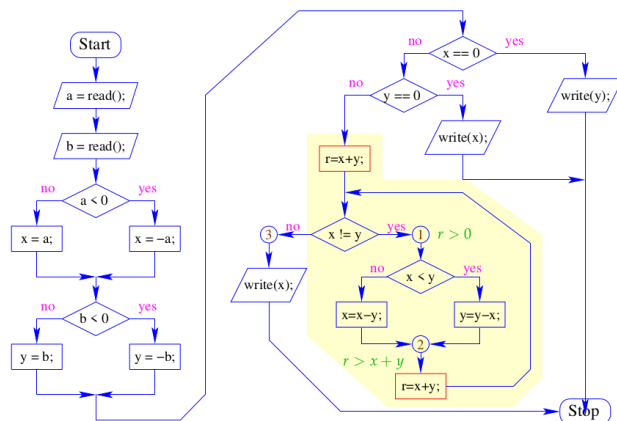 Start
a = read();
b = read();
a < 0
no
yes
x = a;
x = −a;
b < 0
no
yes
y = b;
y = −b;
x == 0
no
yes
y == 0
no
yes
write(y);
write(x);
r=x+y;
x != y
no
yes
3
1
r > 0
write(x);
x < y
no
yes
x=x−y;
y=y−x;
2
r > x + y
r=x+y;
Stop